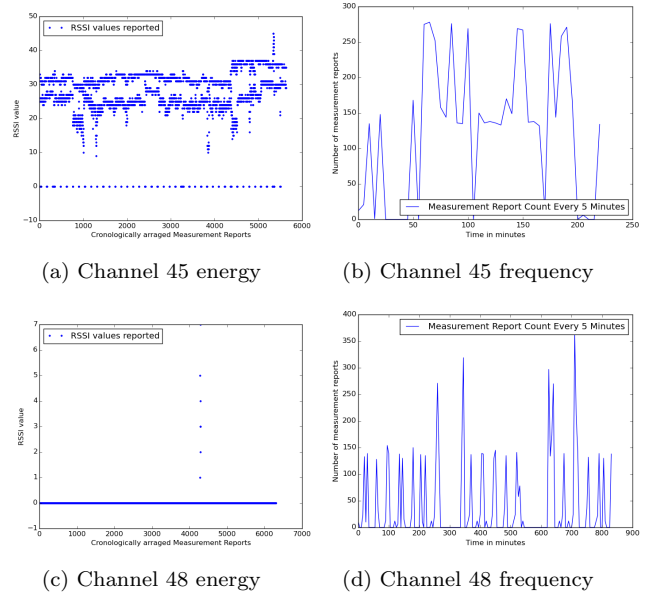 RSSI values reported
60
50
40
30
20
10
0
−10
0 1000 2000 3000 4000 5000 6000
RSSI value
Cronologically arraged Measurement Reports
(a) Channel 45 energy
Measurement Report Count Every 5 Minutes
300
250
200
150
100
50
0
0 50 100 150 200 250
Number of measurement reports
Time in minutes
(b) Channel 45 frequency
RSSI values reported
7
6
5
4
3
2
1
0
−1
0 1000 2000 3000 4000 5000 6000 7000
RSSI value
Cronologically arraged Measurement Reports
(c) Channel 48 energy
Measurement Report Count Every 5 Minutes
400
350
300
250
200
150
100
50
0
0 100 200 300 400 500 600 700 800 900
Number of measurement reports
Time in minutes
(d) Channel 48 frequency